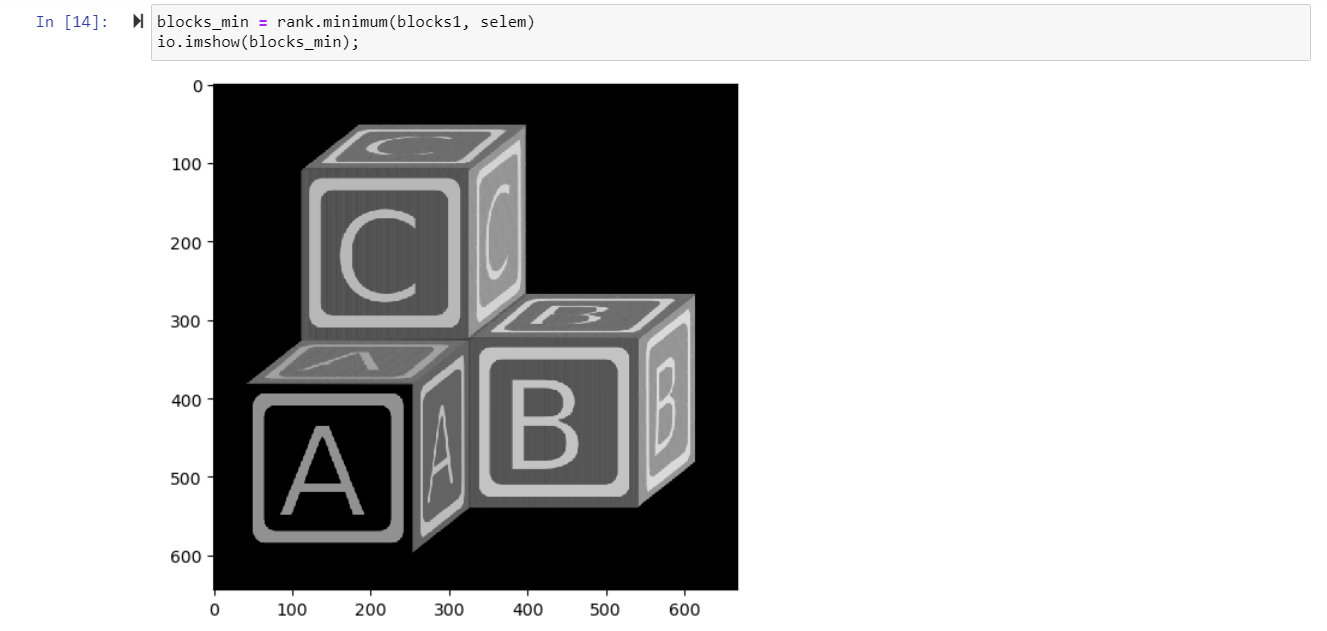 In [14]:
blocks_min = rank.minimum(blocks1, selem)
io.imshow(blocks_min);
0
100
200
300
400
500
600
C
C
C
B
A
B
B
A
A
0 100 200 300 400 500 600